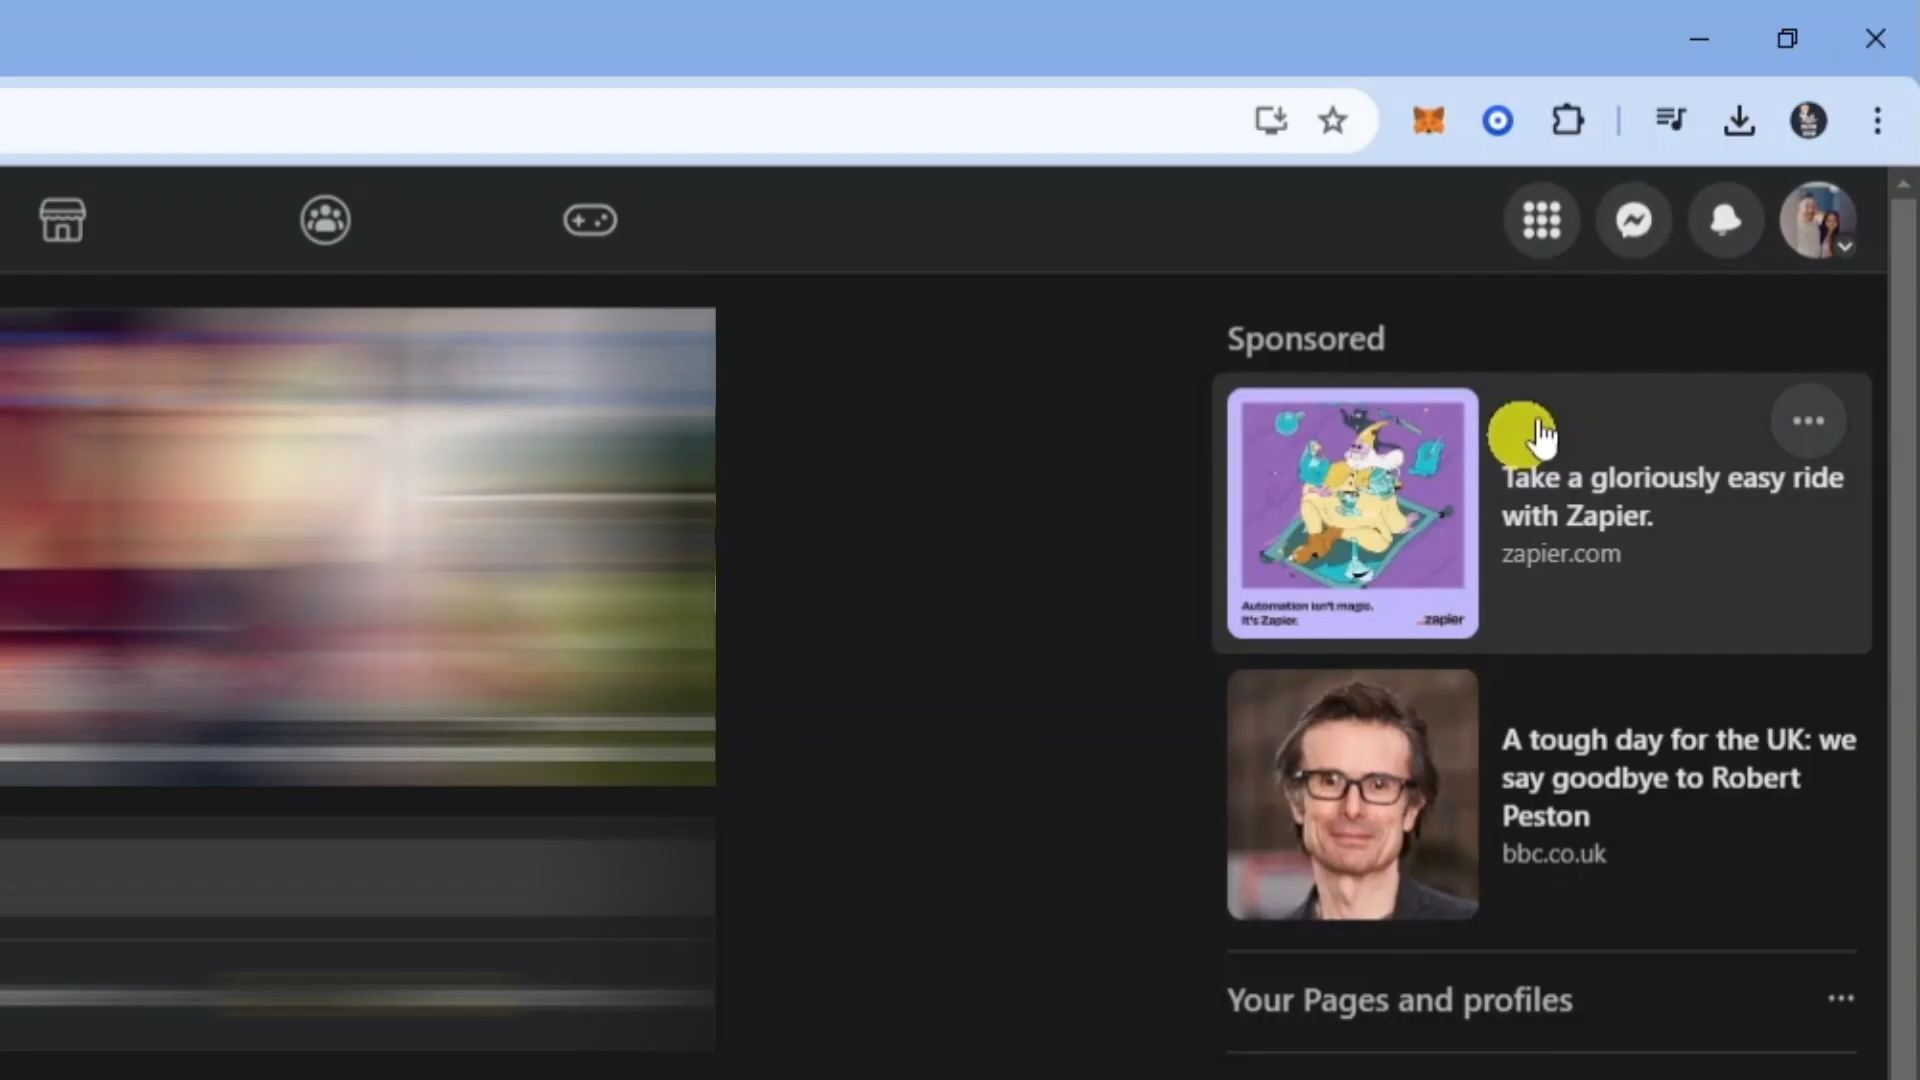 Sponsored
Take a gloriously easy ride
with Zapier.
zapier.com
Automation isn't magic.
It's Zapier.
_zapier
A tough day for the UK: we
say goodbye to Robert
Peston
bbc.co.uk
Your Pages and profiles